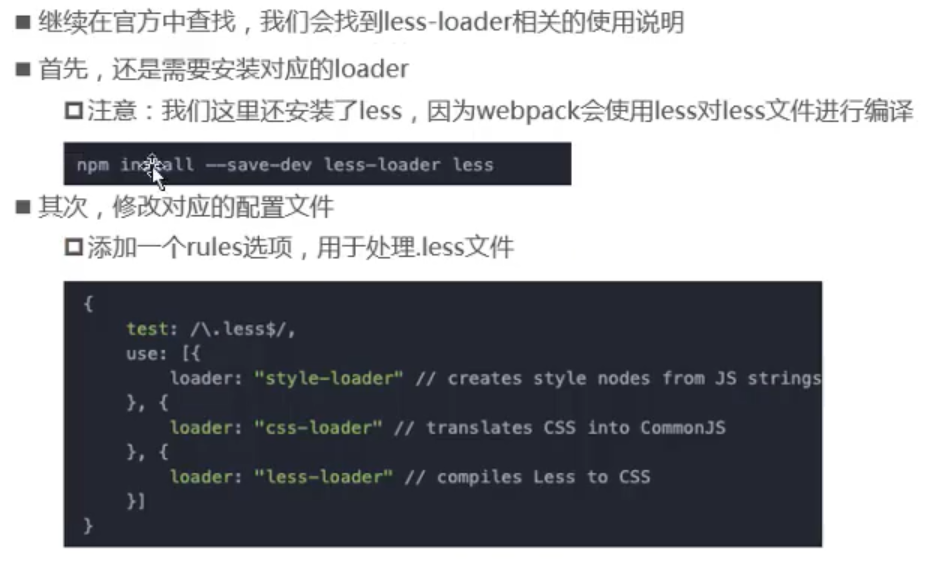 ■ 继续在官方中查找，我们会找到less-loader相关的使用说明
■ 首先，还是需要安装对应的loader
注意：我们这里还安装了less，因为webpack会使用less对less文件进行编译
npm install --save-dev less-loader less
■ 其次，修改对应的配置文件
添加一个rules选项，用于处理.less文件
{
test: /\.less$/,
use: [{
loader: "style-loader" // creates style nodes from JS strings
}, {
loader: "css-loader" // translates CSS into CommonJS
}, {
loader: "less-loader" // compiles Less to CSS
}]
}